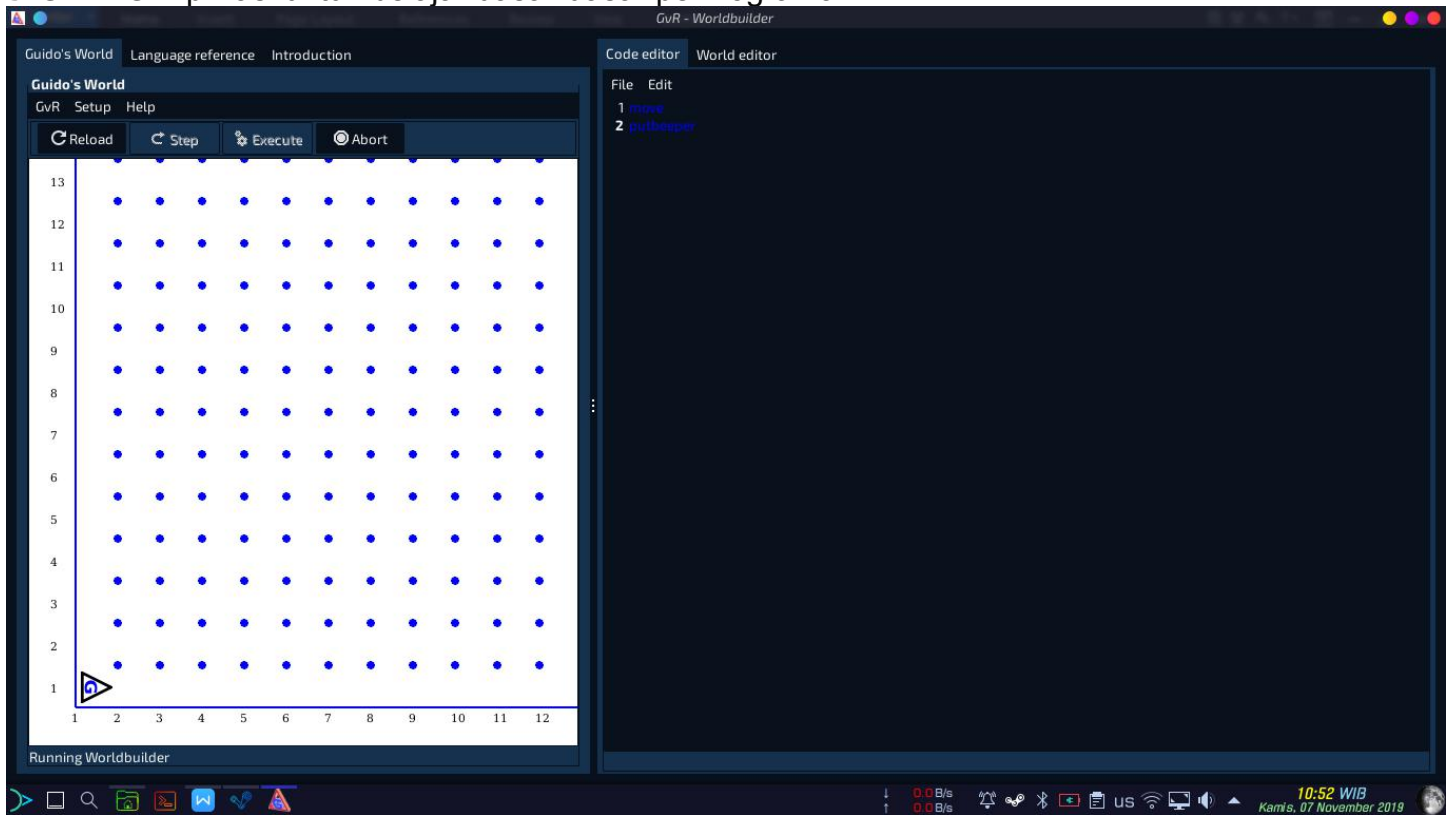 GvR - Worldbuilder
Guido's World Language reference Introduction
Guido's World
GvR Setup Help
Reload Step Execute Abort
13
12
11
10
9
8
7
6
5
4
3
2
1
G
1 2 3 4 5 6 7 8 9 10 11 12
Running Worldbuilder
Code editor World editor
File Edit
1 move
2 putbeeper
0.0 B/s
0.0 B/s
us
10:52 WIB
Kamis, 07 November 2019